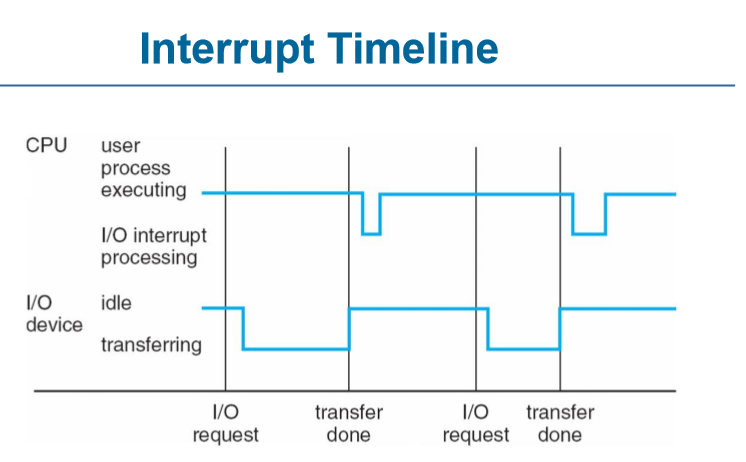 Interrupt Timeline
CPU
user
process
executing
I/O interrupt
processing
I/O
device
idle
transferring
I/O
request
transfer
done
I/O
request
transfer
done